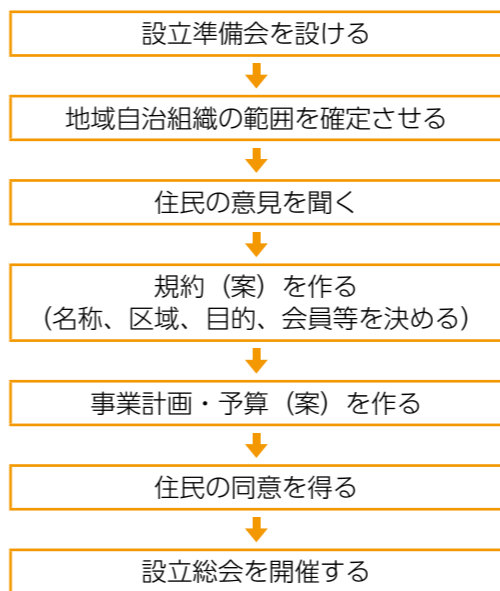 設立準備会を設ける
地域自治組織の範囲を確定させる
住民の意見を聞く
規約（案）を作る
（名称、区域、目的、会員等を決める）
事業計画・予算（案）を作る
住民の同意を得る
設立総会を開催する